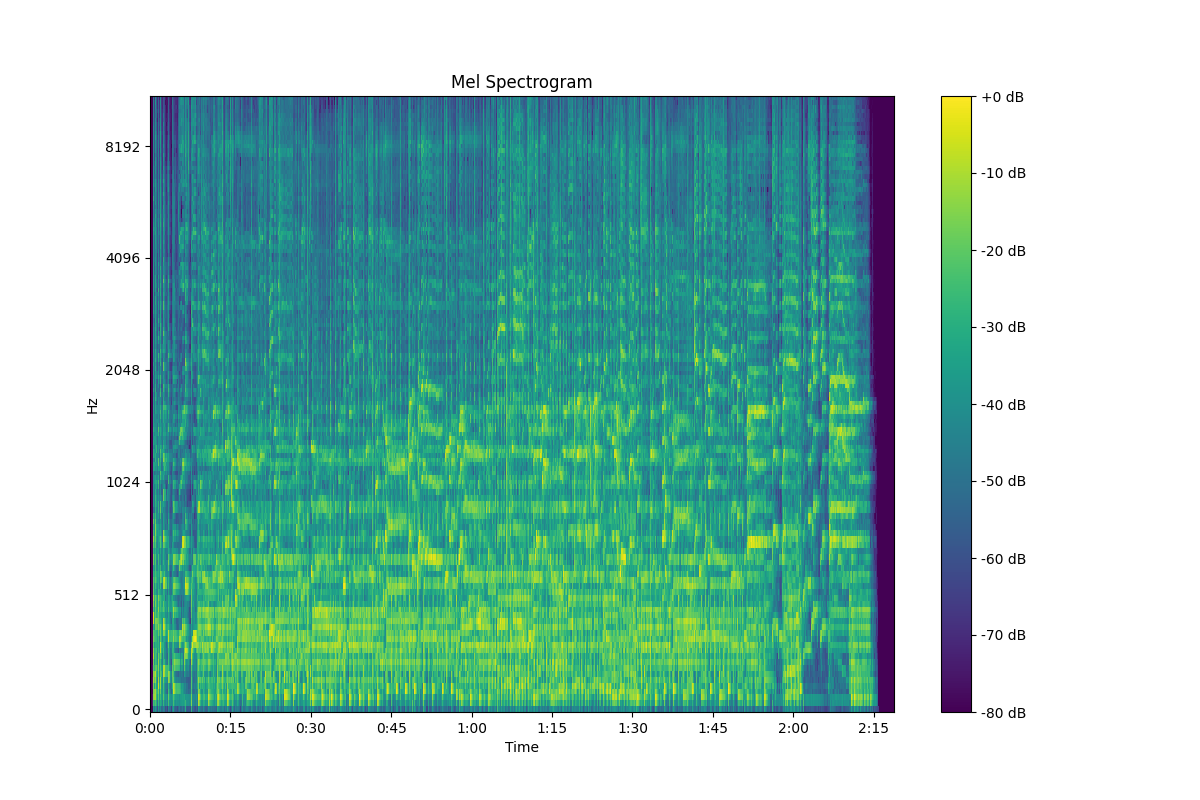 Mel Spectrogram
+0 dB
8192
-10 dB
-20 dB
4096
-30 dB
2048
-40 dB
Hz
1024
-50 dB
-60 dB
512
-70 dB
0
-80 dB
0:00 0:15 0:30 0:45 1:00 1:15 1:30 1:45 2:00 2:15
Time